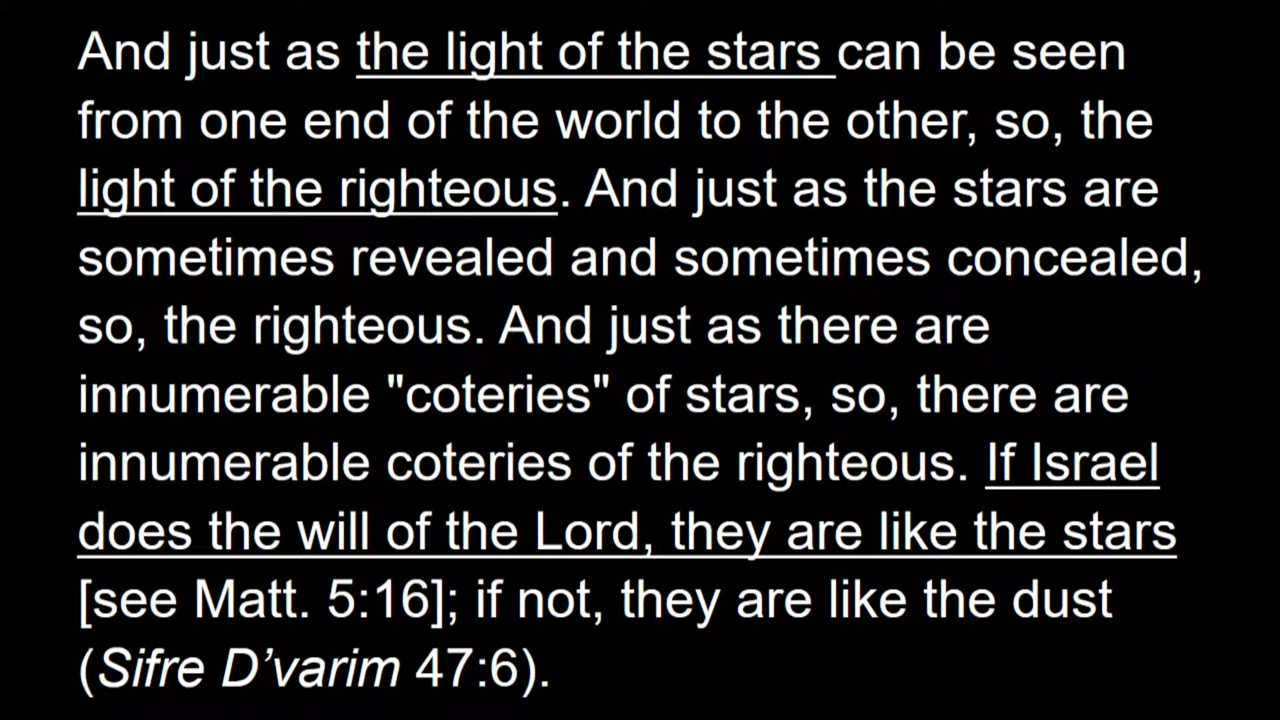 And just as the light of the stars can be seen
from one end of the world to the other, so, the
light of the righteous. And just as the stars are
sometimes revealed and sometimes concealed,
so, the righteous. And just as there are
innumerable "coteries" of stars, so, there are
innumerable coteries of the righteous. If Israel
does the will of the Lord, they are like the stars
[see Matt. 5:16]; if not, they are like the dust
(Sifre D’varim 47:6).